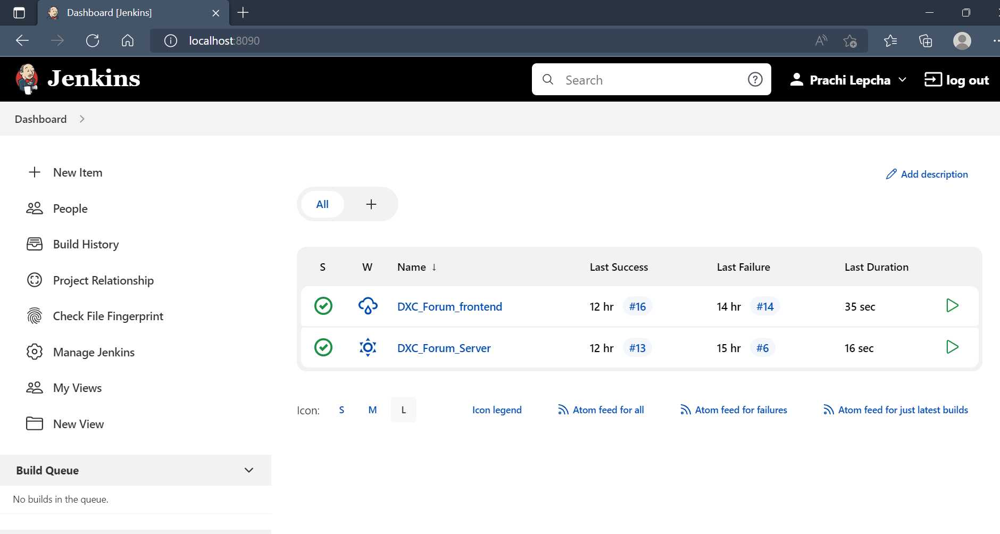 Dashboard [Jenkins]
localhost:8090
Jenkins
Search
Prachi Lepcha
log out
Dashboard
New Item
People
Build History
Project Relationship
Check File Fingerprint
Manage Jenkins
My Views
New View
Build Queue
No builds in the queue.
Add description
All
S W Name ↓ Last Success Last Failure Last Duration
DXC_Forum_frontend 12 hr #16 14 hr #14 35 sec
DXC_Forum_Server 12 hr #13 15 hr #6 16 sec
Icon: S M L Icon legend Atom feed for all Atom feed for failures Atom feed for just latest builds